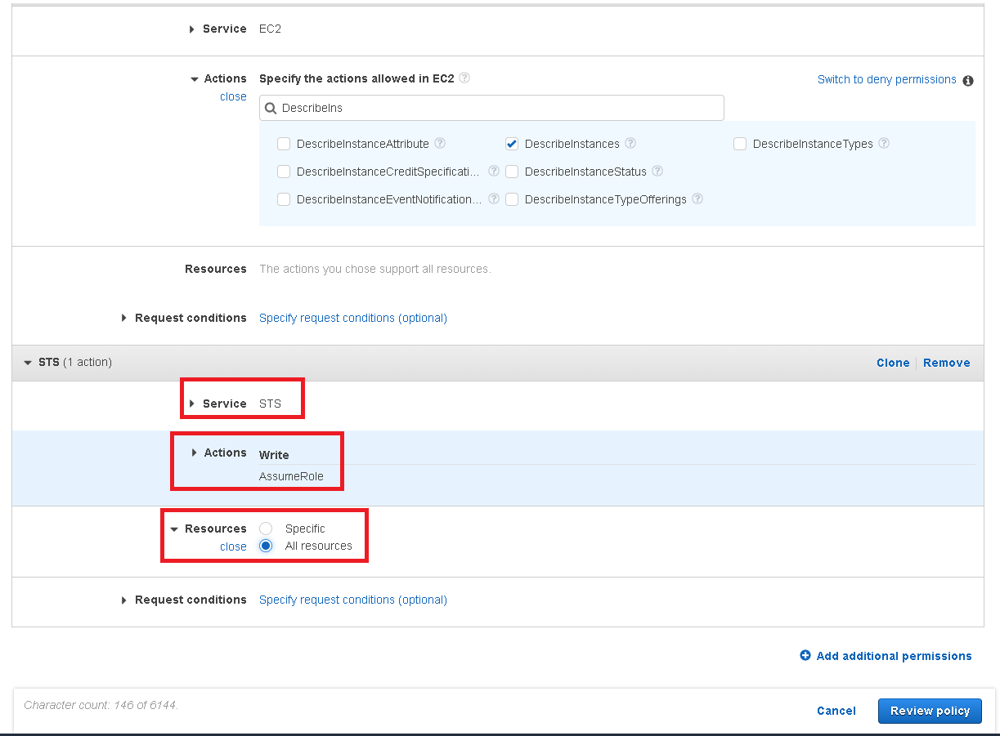 Service EC2
Actions Specify the actions allowed in EC2 ? Switch to deny permissions i
close
DescribeIns
DescribeInstanceAttribute ? DescribeInstances ? DescribeInstanceTypes ?
DescribeInstanceCreditSpecificati... ? DescribeInstanceStatus ?
DescribeInstanceEventNotification... ? DescribeInstanceTypeOfferings ?
Resources The actions you chose support all resources.
Request conditions Specify request conditions (optional)
STS (1 action) Clone Remove
Service STS
Actions Write
AssumeRole
Resources Specific
close All resources
Request conditions Specify request conditions (optional)
Add additional permissions
Character count: 146 of 6144.
Cancel Review policy